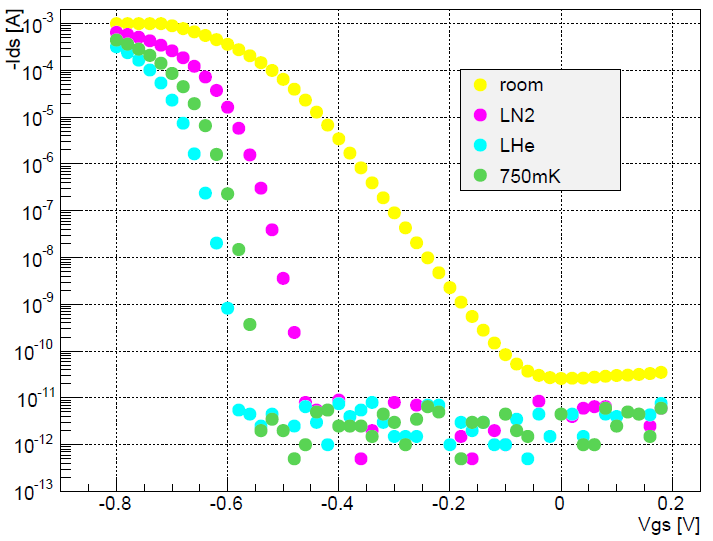 -Ids [A]
10⁻³
10⁻⁴
10⁻⁵
10⁻⁶
10⁻⁷
10⁻⁸
10⁻⁹
10⁻¹⁰
10⁻¹¹
10⁻¹²
10⁻¹³
room
LN2
LHe
750mK
-0.8 -0.6 -0.4 -0.2 0 0.2
Vgs [V]